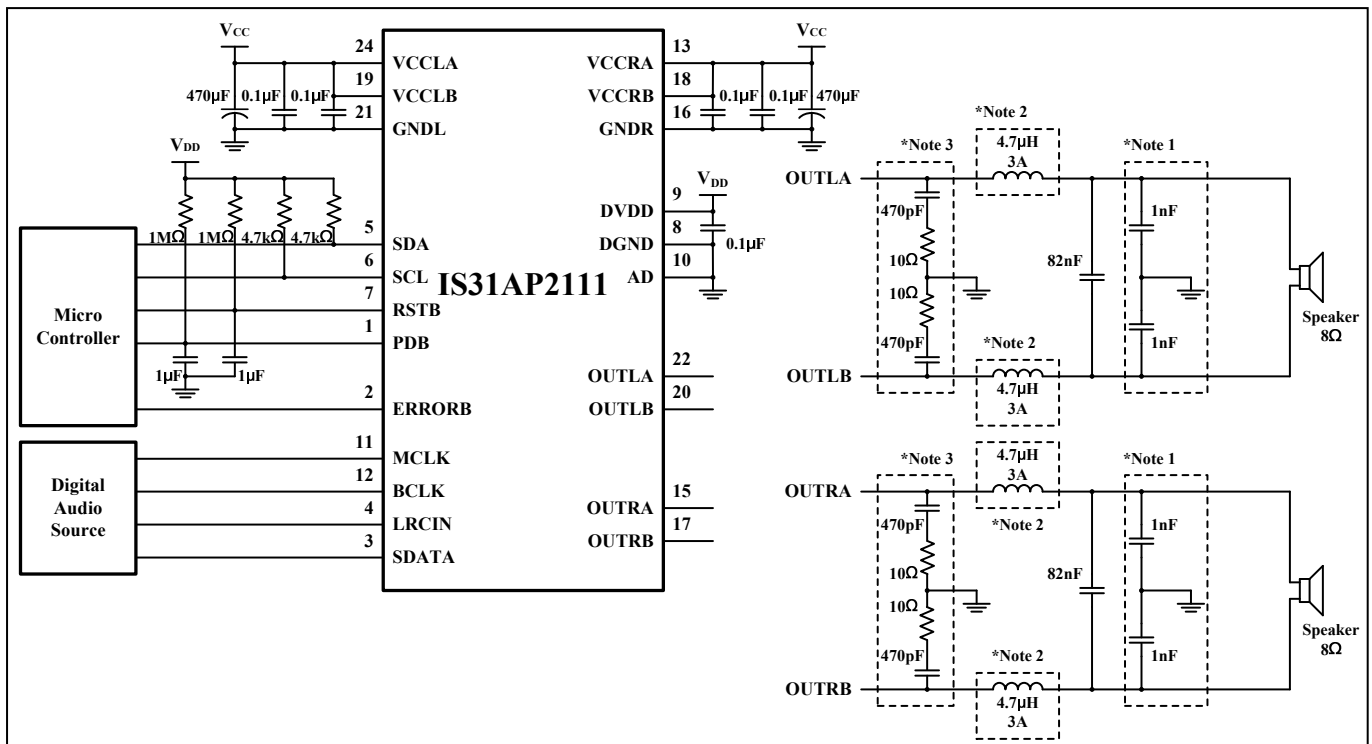 VCC
24
VCCLA
19
VCCLB
21
GNDL
470µF
0.1µF
0.1µF
VDD
1MΩ
1MΩ
4.7kΩ
4.7kΩ
5
SDA
6
SCL
7
RSTB
1
PDB
1µF
1µF
2
ERRORB
11
MCLK
12
BCLK
4
LRCIN
3
SDATA
Micro
Controller
Digital
Audio
Source
IS31AP2111
VCC
13
VCCRA
18
VCCRB
16
GNDR
0.1µF
0.1µF
470µF
VDD
9
DVDD
8
DGND
10
AD
0.1µF
22
OUTLA
20
OUTLB
15
OUTRA
17
OUTRB
*Note 2
4.7µH
3A
*Note 3
*Note 1
OUTLA
470pF
10Ω
10Ω
470pF
82nF
1nF
1nF
Speaker
8Ω
OUTLB
*Note 2
4.7µH
3A
4.7µH
3A
*Note 2
*Note 3
*Note 1
OUTRA
470pF
10Ω
10Ω
470pF
82nF
1nF
1nF
Speaker
8Ω
OUTRB
*Note 2
4.7µH
3A